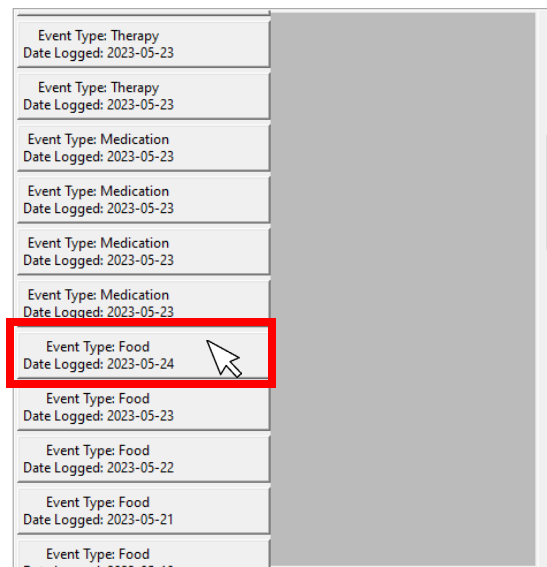 Event Type: Therapy
Date Logged: 2023-05-23
Event Type: Therapy
Date Logged: 2023-05-23
Event Type: Medication
Date Logged: 2023-05-23
Event Type: Medication
Date Logged: 2023-05-23
Event Type: Medication
Date Logged: 2023-05-23
Event Type: Medication
Date Logged: 2023-05-23
Event Type: Food
Date Logged: 2023-05-24
Event Type: Food
Date Logged: 2023-05-23
Event Type: Food
Date Logged: 2023-05-22
Event Type: Food
Date Logged: 2023-05-21
Event Type: Food